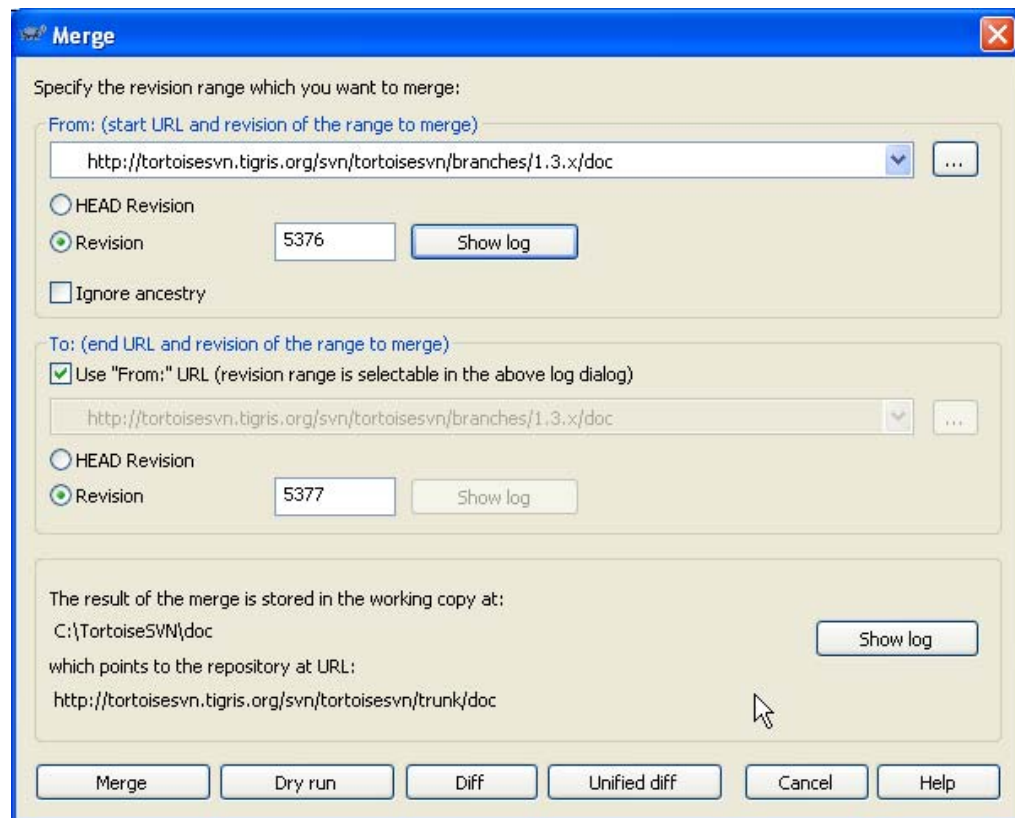 Merge
Specify the revision range which you want to merge:
From: (start URL and revision of the range to merge)
http://tortoisesvn.tigris.org/svn/tortoisesvn/branches/1.3.x/doc ...
HEAD Revision
Revision 5376 Show log
Ignore ancestry
To: (end URL and revision of the range to merge)
Use "From:" URL (revision range is selectable in the above log dialog)
http://tortoisesvn.tigris.org/svn/tortoisesvn/branches/1.3.x/doc ...
HEAD Revision
Revision 5377 Show log
The result of the merge is stored in the working copy at:
C:\TortoiseSVN\doc
Show log
which points to the repository at URL:
http://tortoisesvn.tigris.org/svn/tortoisesvn/trunk/doc
Merge Dry run Diff Unified diff Cancel Help